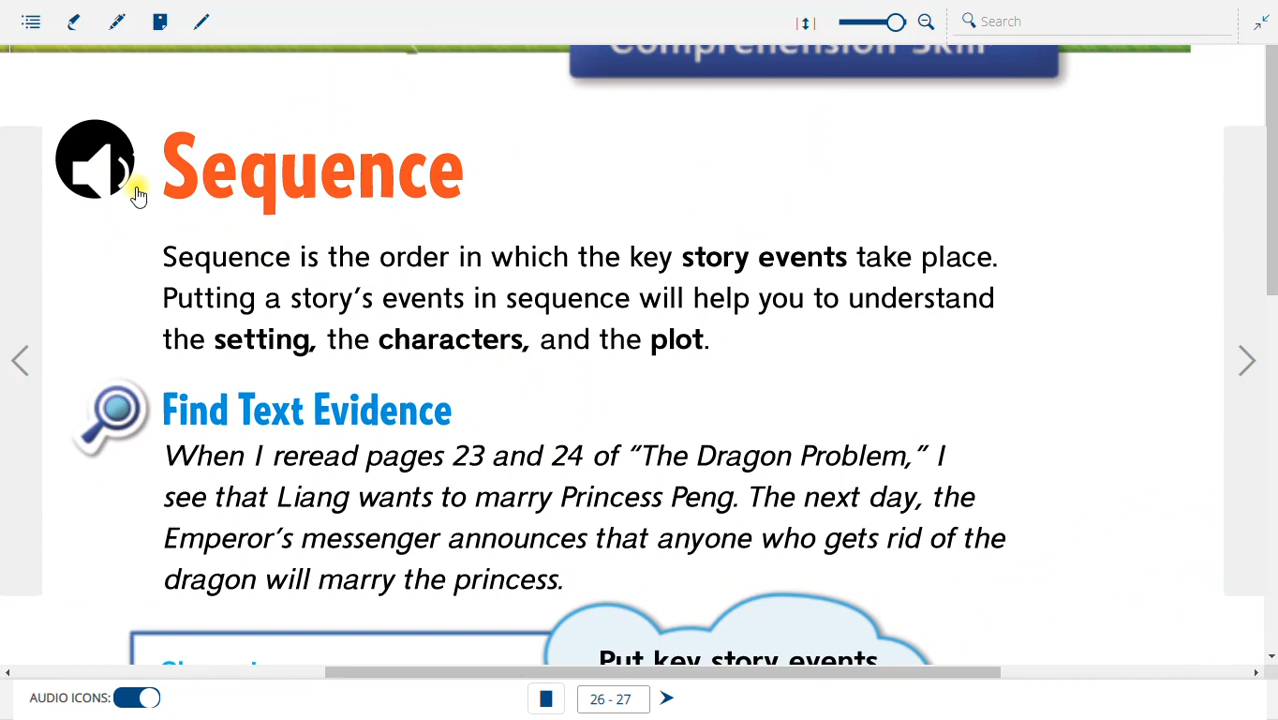 Search
Comprehension Skill
Sequence
Sequence is the order in which the key story events take place.
Putting a story’s events in sequence will help you to understand
the setting, the characters, and the plot.
Find Text Evidence
When I reread pages 23 and 24 of “The Dragon Problem,” I
see that Liang wants to marry Princess Peng. The next day, the
Emperor’s messenger announces that anyone who gets rid of the
dragon will marry the princess.
Put key story events
AUDIO ICONS:
26 - 27